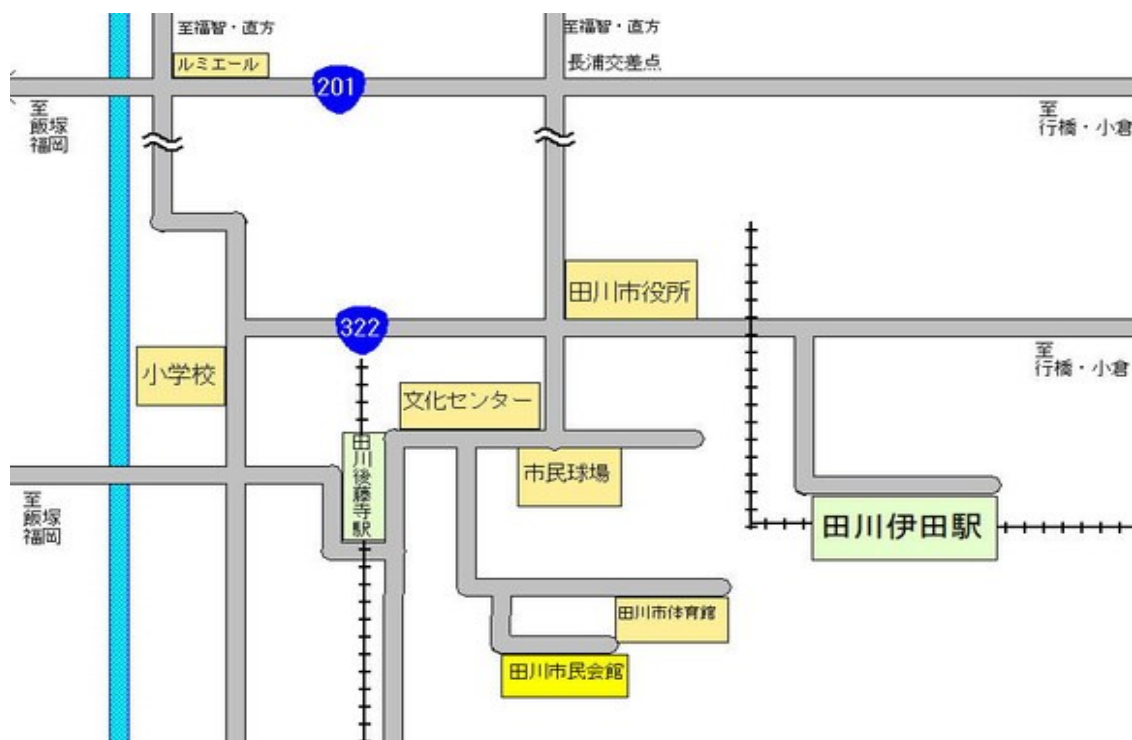 至福智・直方
至福智・直方
ルミエール
長浦交差点
201
至
飯塚
福岡
至
行橋・小倉
田川市役所
322
至
行橋・小倉
小学校
文化センター
田川後藤寺駅
市民球場
至
飯塚
福岡
田川伊田駅
田川市体育館
田川市民会館